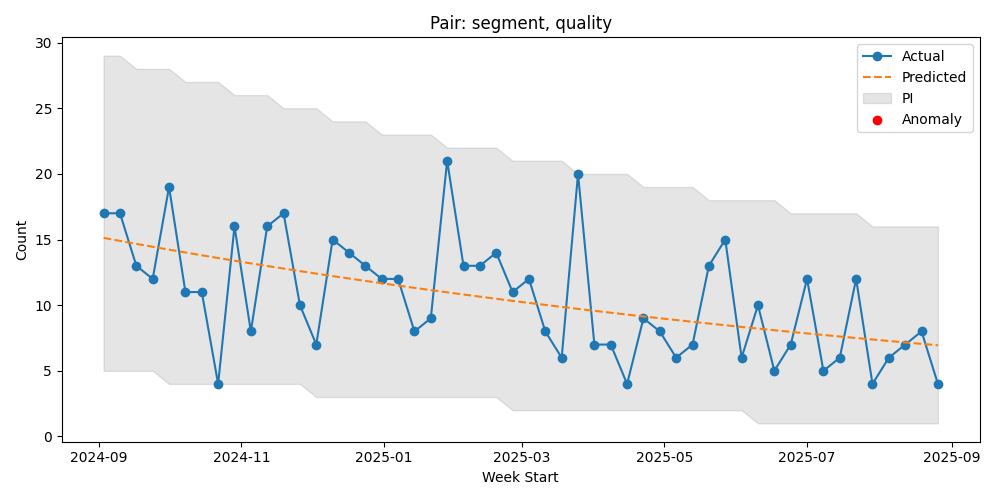 Pair: segment, quality
30
25
20
15
10
5
0
Count
Actual
Predicted
PI
Anomaly
2024-09
2024-11
2025-01
2025-03
2025-05
2025-07
2025-09
Week Start